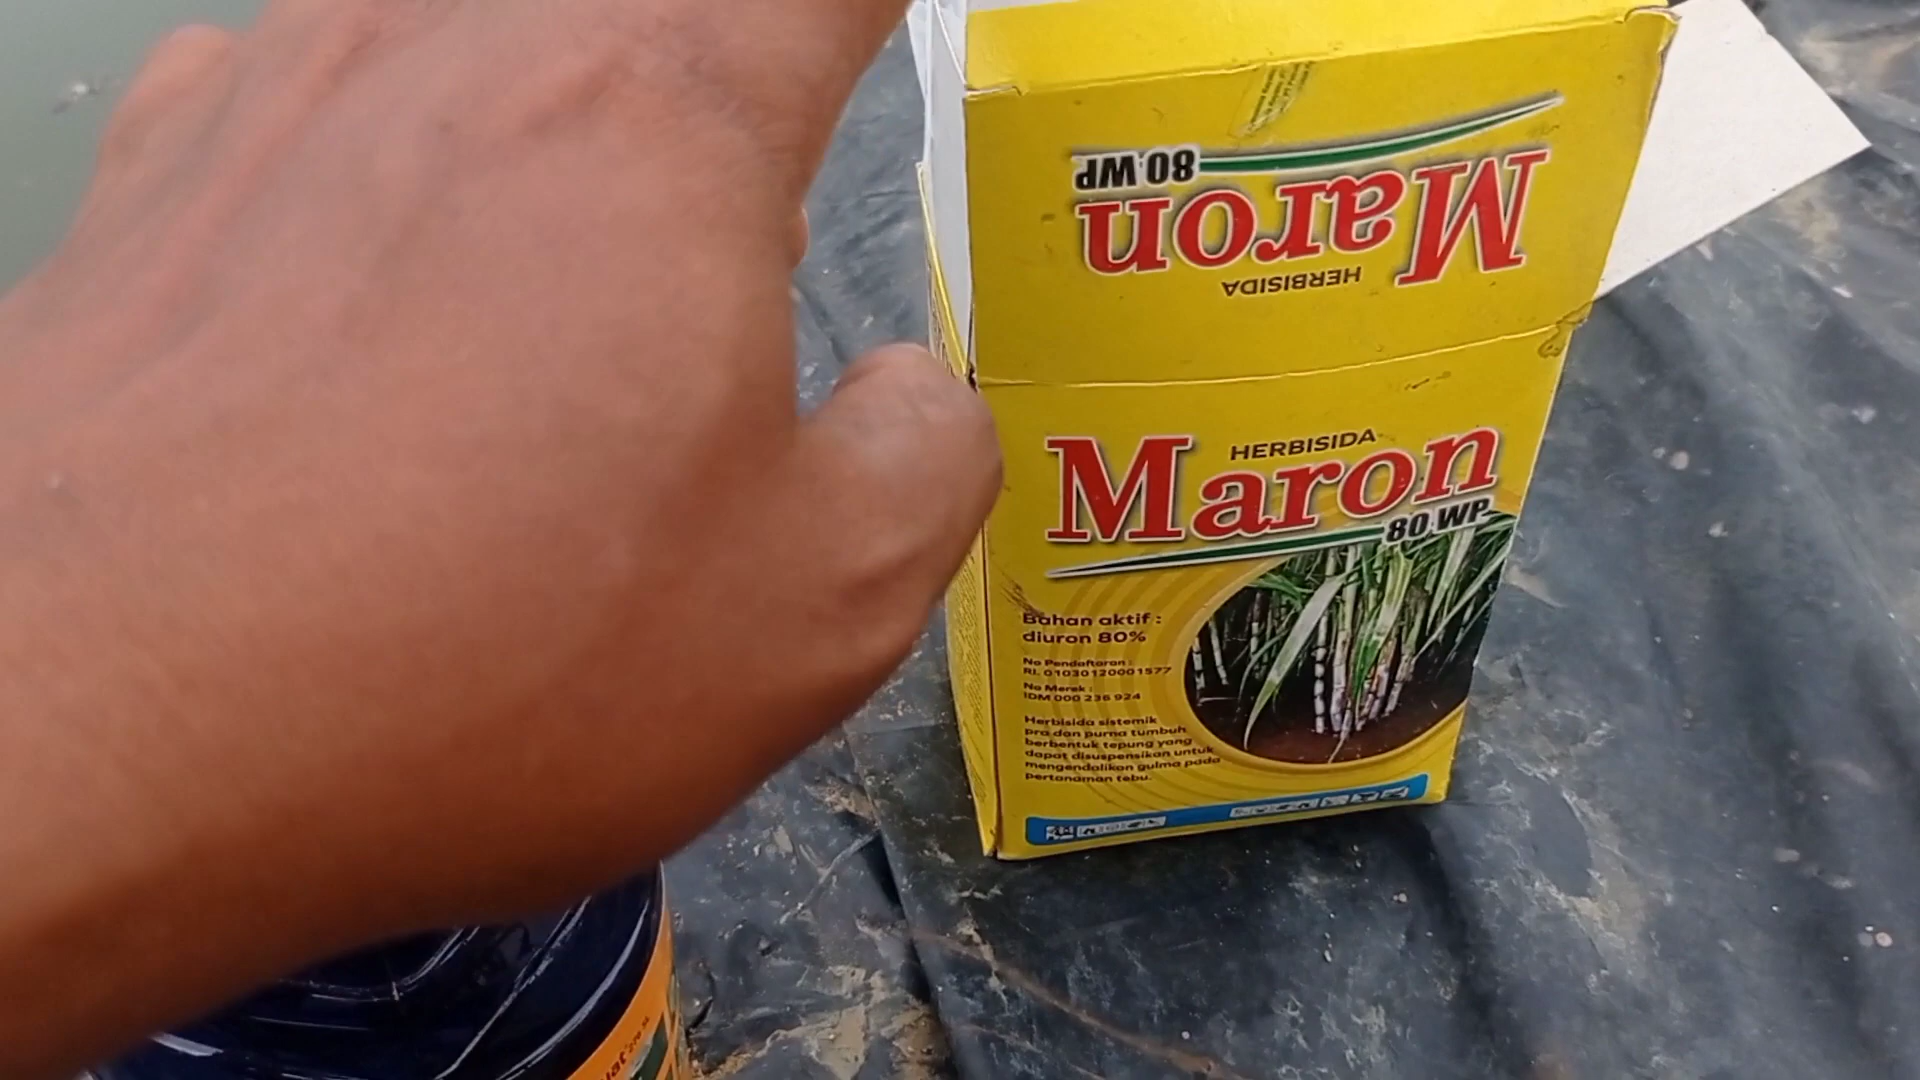 Maron
80 WP
HERBISIDA
HERBISIDA
Maron
80 WP
Bahan aktif :
diuron 80%
No Pendaftaran :
RI. 01030120001577
No Merek :
IDM 000 236 924
Herbisida sistemik
pra dan purna tumbuh
berbentuk tepung yang
dapat disuspensikan untuk
mengendalikan gulma pada
pertanaman tebu.